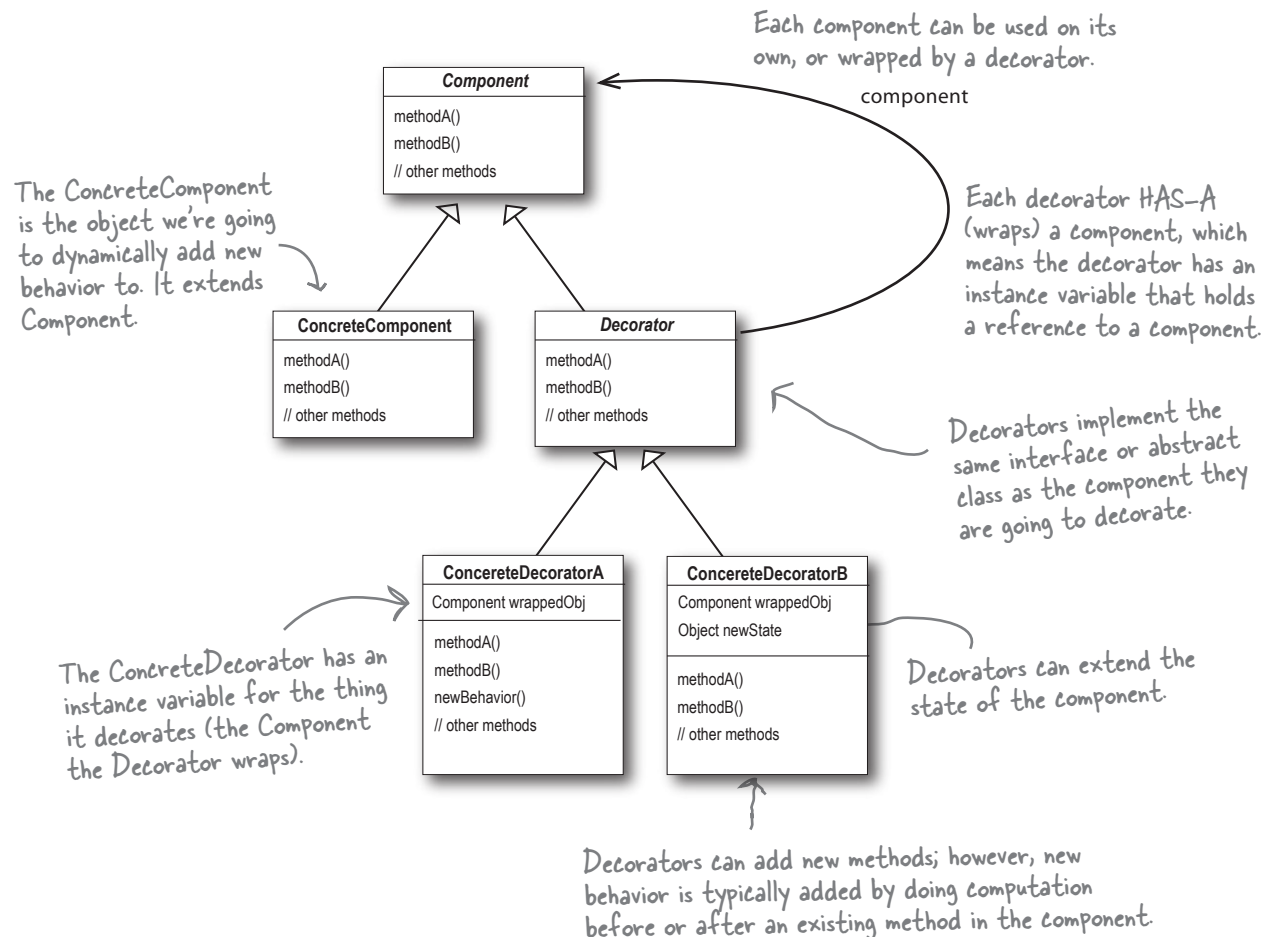 Each component can be used on its
own, or wrapped by a decorator.
component
Component
methodA()
methodB()
// other methods
The ConcreteComponent
is the object we're going
to dynamically add new
behavior to. It extends
Component.
Each decorator HAS-A
(wraps) a component, which
means the decorator has an
instance variable that holds
a reference to a component.
ConcreteComponent
methodA()
methodB()
// other methods
Decorator
methodA()
methodB()
// other methods
Decorators implement the
same interface or abstract
class as the component they
are going to decorate.
ConcereteDecoratorA
Component wrappedObj
methodA()
methodB()
newBehavior()
// other methods
ConcereteDecoratorB
Component wrappedObj
Object newState
methodA()
methodB()
// other methods
The ConcreteDecorator has an
instance variable for the thing
it decorates (the Component
the Decorator wraps).
Decorators can extend the
state of the component.
Decorators can add new methods; however, new
behavior is typically added by doing computation
before or after an existing method in the component.